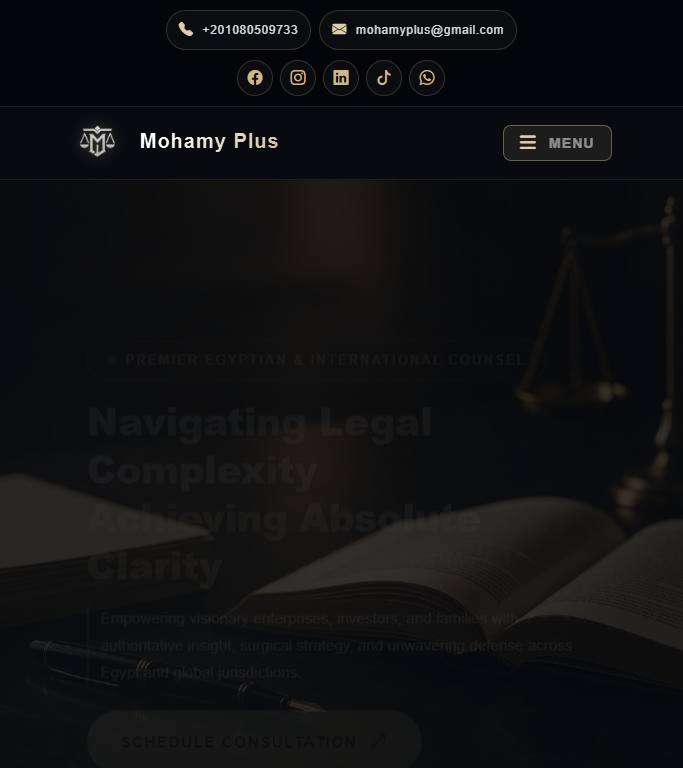 +201080509733
mohamyplus@gmail.com
Mohamy Plus
MENU
PREMIER EGYPTIAN & INTERNATIONAL COUNSEL
Navigating Legal
Complexity
Achieving Absolute
Clarity
Empowering visionary enterprises, investors, and families with
authoritative insight, surgical strategy, and unwavering defense across
Egypt and global jurisdictions.
SCHEDULE CONSULTATION